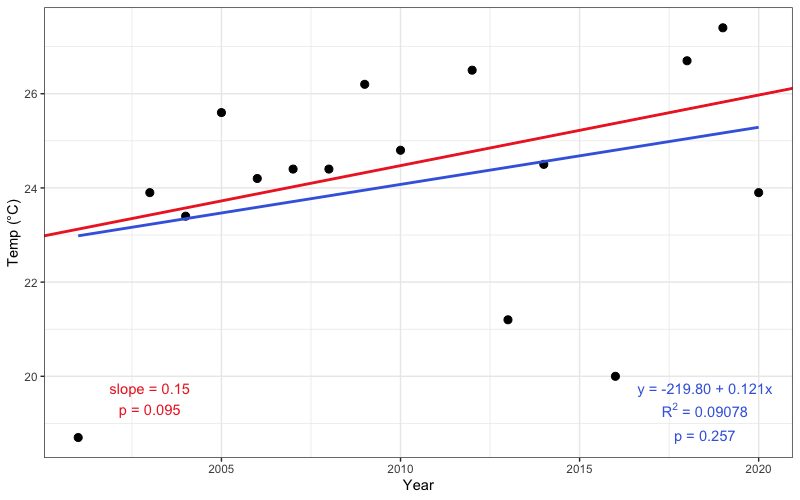 26
24
22
20
Temp (°C)
slope = 0.15
p = 0.095
y = -219.80 + 0.121x
R² = 0.09078
p = 0.257
2005 2010 2015 2020
Year